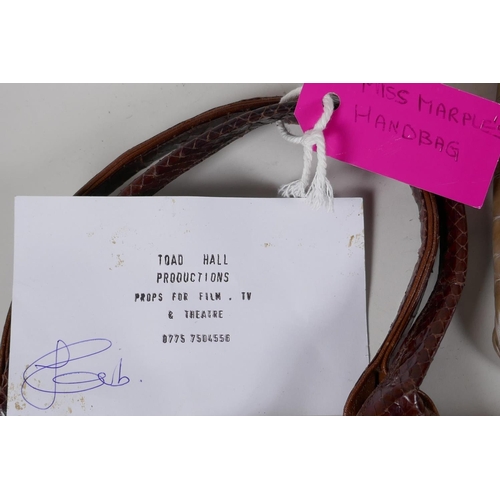 MISS MARPLE'S
HANDBAG
TOAD HALL
PRODUCTIONS
PROPS FOR FILM . TV
& THEATRE
0775 7504556